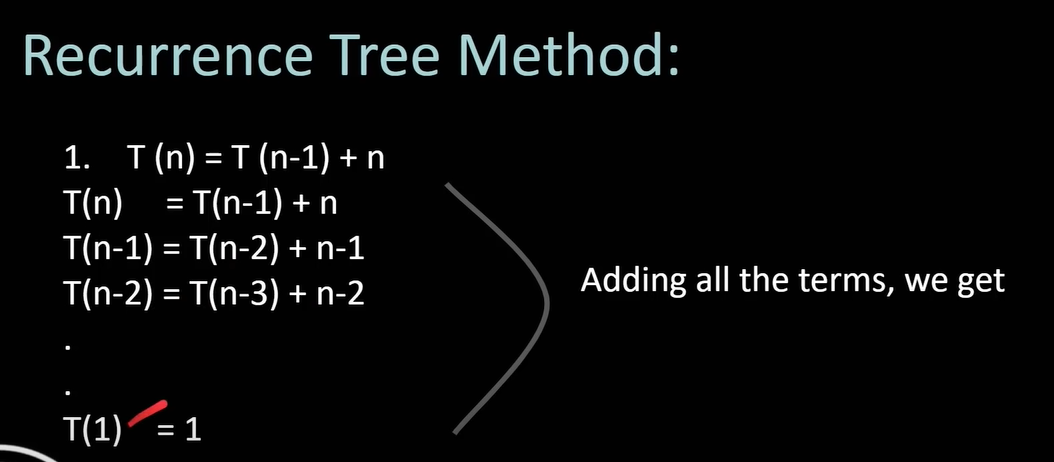 Recurrence Tree Method:
1. T (n) = T (n-1) + n
T(n) = T(n-1) + n
T(n-1) = T(n-2) + n-1
T(n-2) = T(n-3) + n-2
.
.
T(1) = 1
Adding all the terms, we get